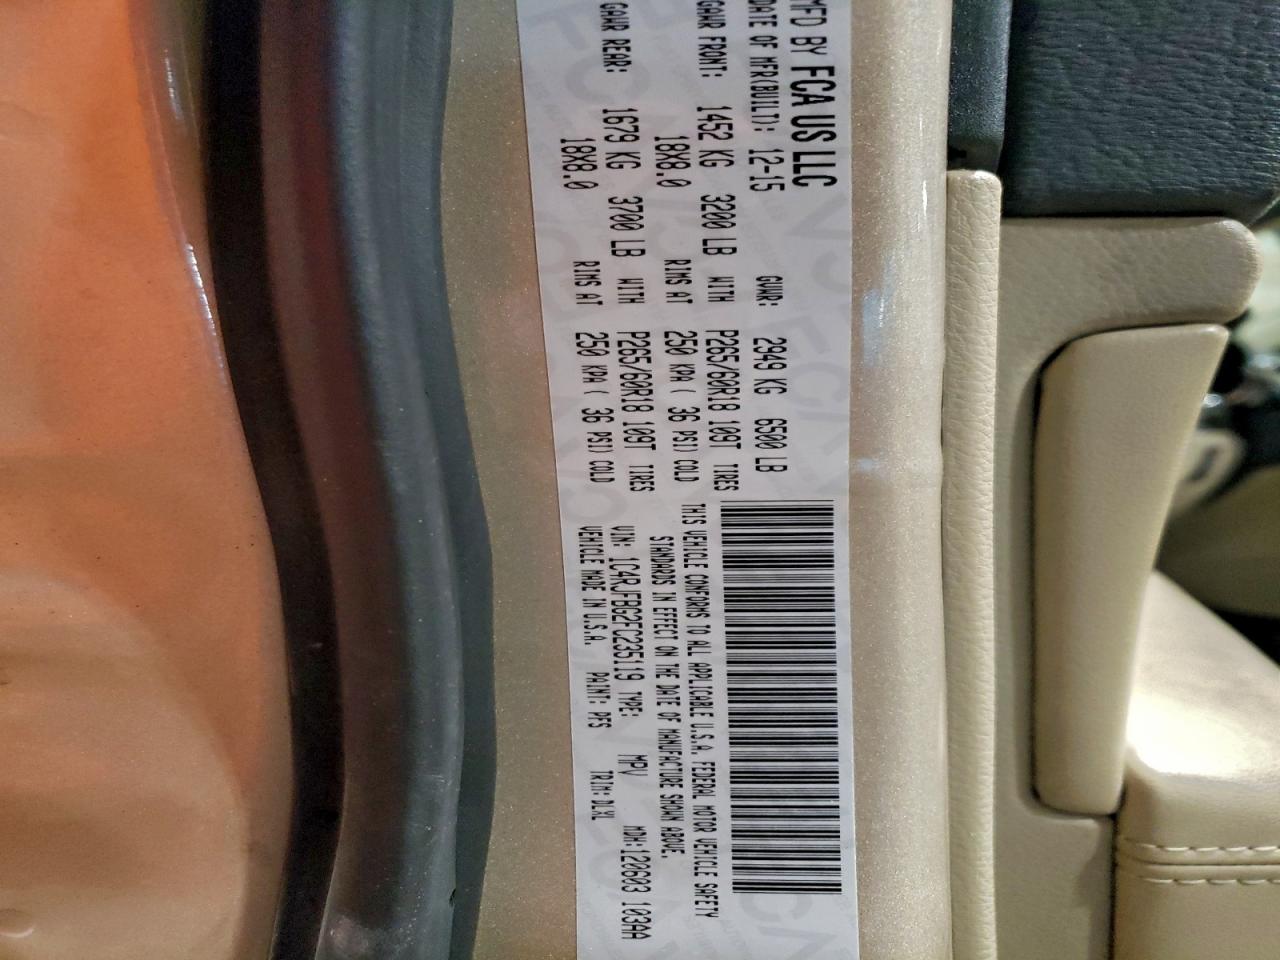 MFD BY FCA US LLC
DATE OF MFR(BUILT): 12-15 GVWR: 2949 KG 6500 LB
GAWR FRONT: 1452 KG 3200 LB WITH P265/60R18 109T TIRES
18X8.0 RIMS AT 250 KPA ( 36 PSI) COLD
GAWR REAR: 1679 KG 3700 LB WITH P265/60R18 109T TIRES
18X8.0 RIMS AT 250 KPA ( 36 PSI) COLD
THIS VEHICLE CONFORMS TO ALL APPLICABLE U.S.A. FEDERAL MOTOR VEHICLE SAFETY
STANDARDS IN EFFECT ON THE DATE OF MANUFACTURE SHOWN ABOVE.
VIN: 1C4RJFBG2FC235119 TYPE: MPV MDH:120603 103AA
VEHICLE MADE IN U.S.A. PAINT: PFS TRIM: DLXL